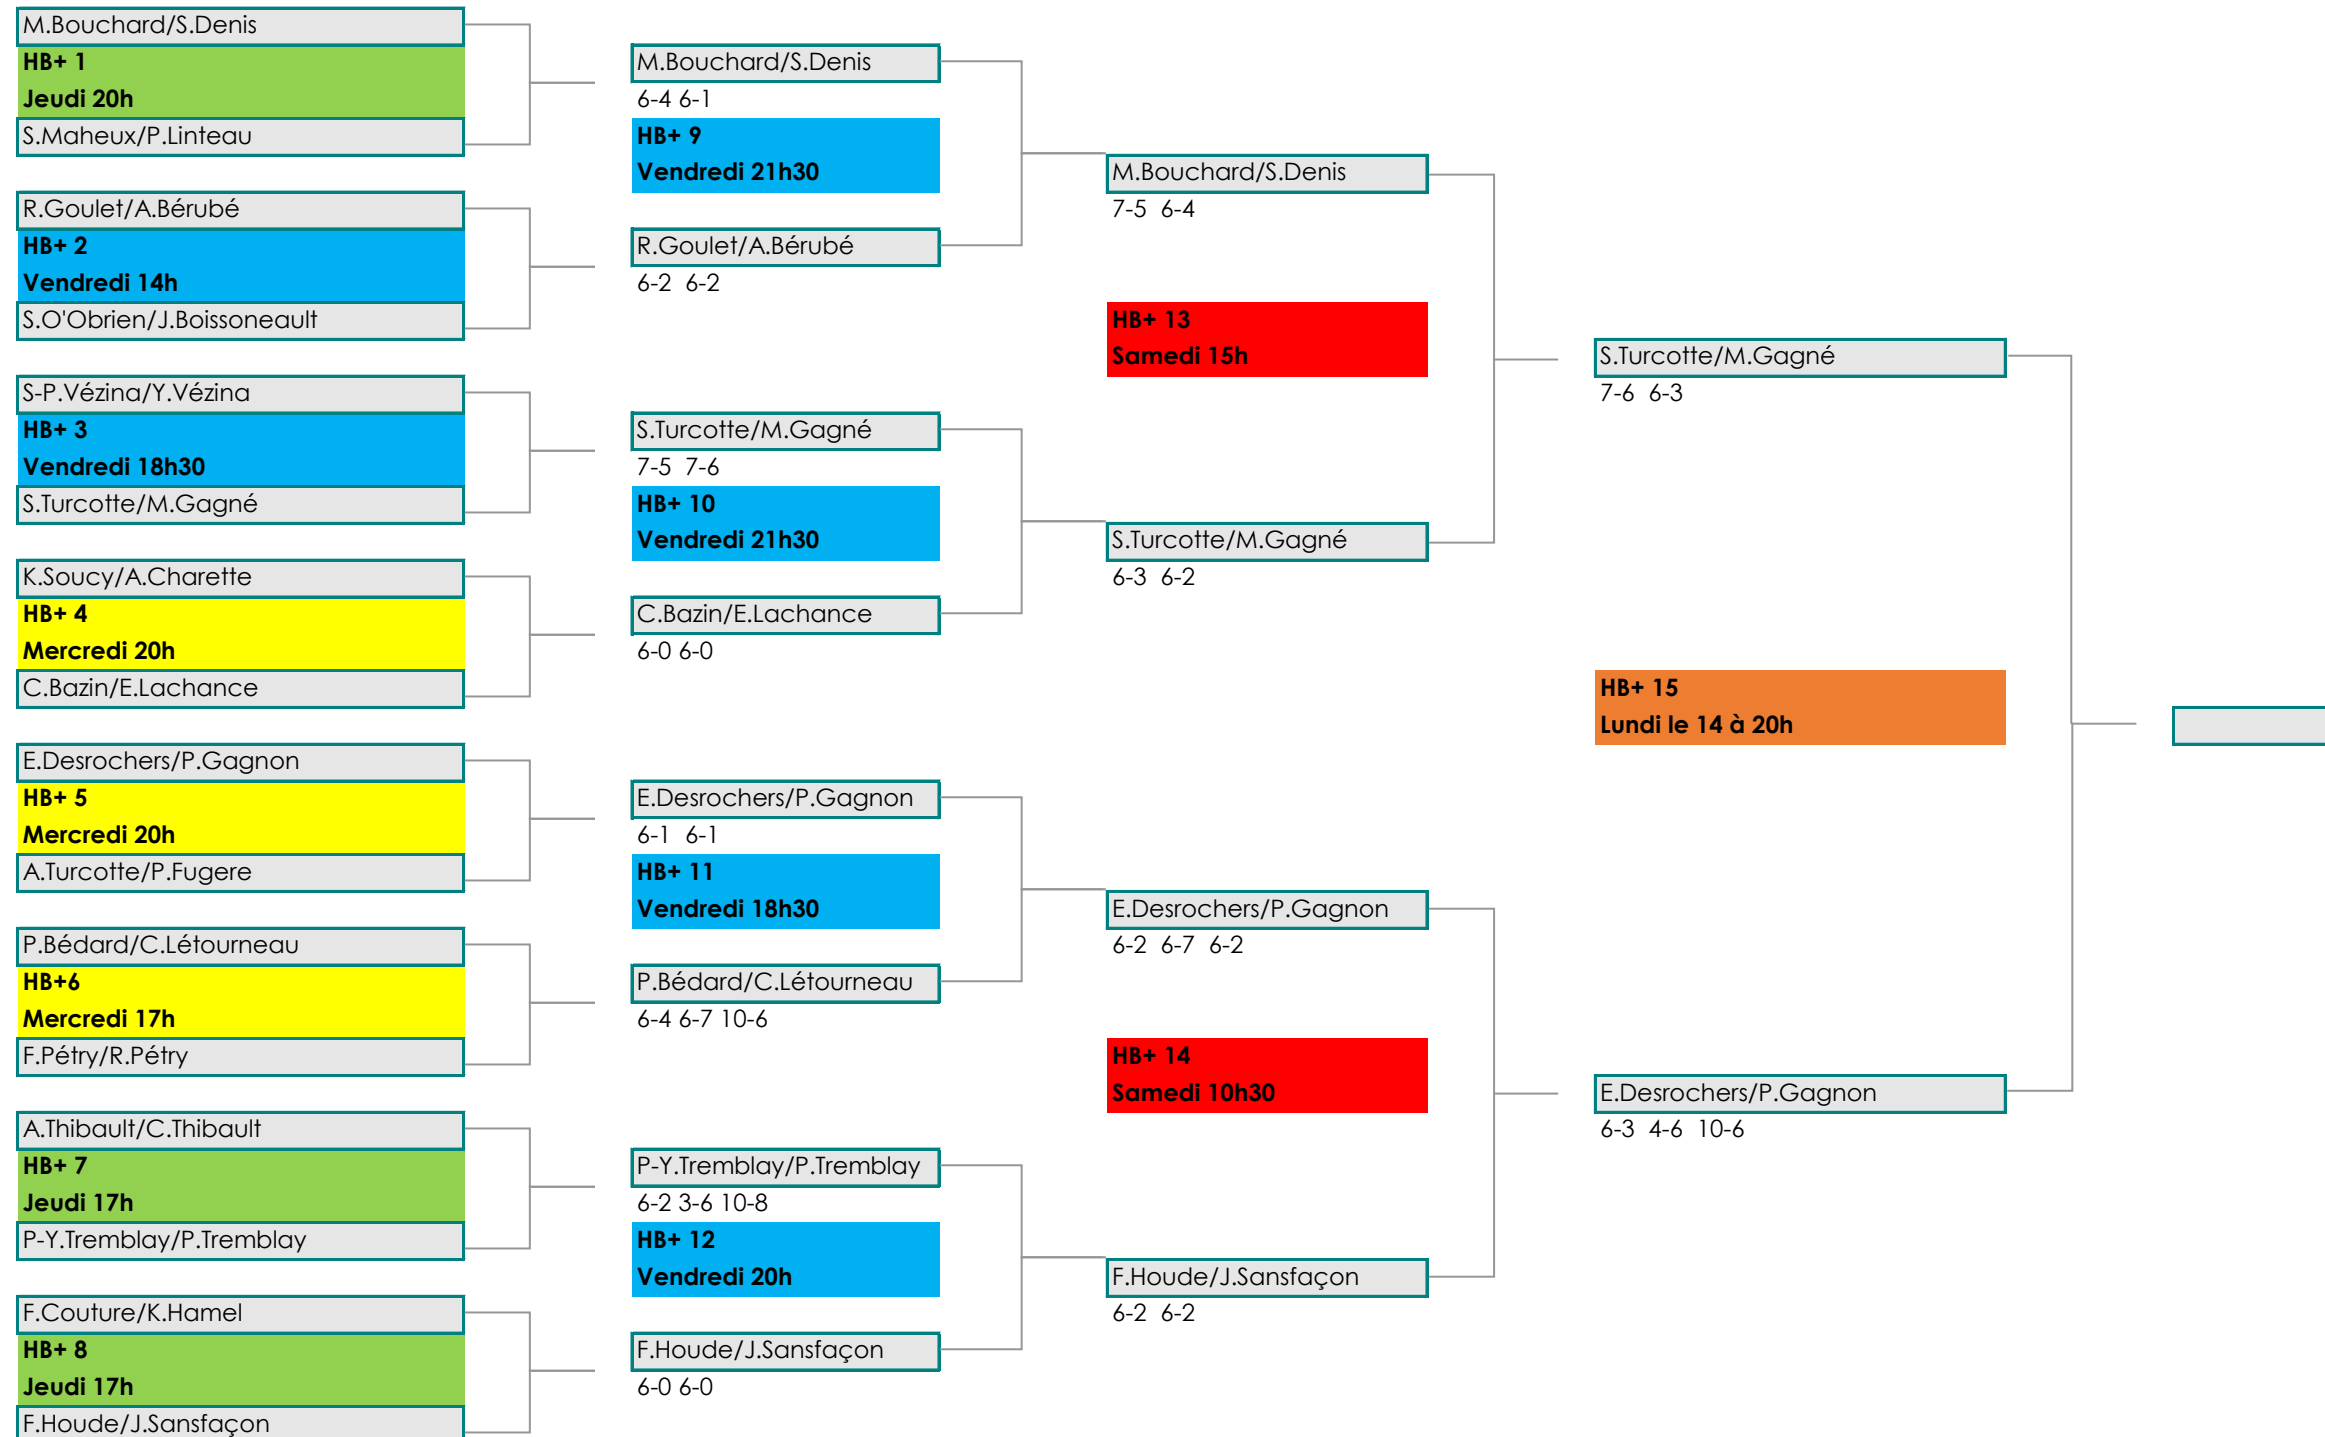 M.Bouchard/S.Denis
HB+ 1
Jeudi 20h
S.Maheux/P.Linteau
R.Goulet/A.Bérubé
HB+ 2
Vendredi 14h
S.O'Obrien/J.Boissoneault
S-P.Vézina/Y.Vézina
HB+ 3
Vendredi 18h30
S.Turcotte/M.Gagné
K.Soucy/A.Charette
HB+ 4
Mercredi 20h
C.Bazin/E.Lachance
E.Desrochers/P.Gagnon
HB+ 5
Mercredi 20h
A.Turcotte/P.Fugere
P.Bédard/C.Létourneau
HB+6
Mercredi 17h
F.Pétry/R.Pétry
A.Thibault/C.Thibault
HB+ 7
Jeudi 17h
P-Y.Tremblay/P.Tremblay
F.Couture/K.Hamel
HB+ 8
Jeudi 17h
F.Houde/J.Sansfaçon
M.Bouchard/S.Denis
6-4 6-1
HB+ 9
Vendredi 21h30
R.Goulet/A.Bérubé
6-2 6-2
S.Turcotte/M.Gagné
7-5 7-6
HB+ 10
Vendredi 21h30
C.Bazin/E.Lachance
6-0 6-0
E.Desrochers/P.Gagnon
6-1 6-1
HB+ 11
Vendredi 18h30
P.Bédard/C.Létourneau
6-4 6-7 10-6
P-Y.Tremblay/P.Tremblay
6-2 3-6 10-8
HB+ 12
Vendredi 20h
F.Houde/J.Sansfaçon
6-0 6-0
M.Bouchard/S.Denis
7-5 6-4
HB+ 13
Samedi 15h
S.Turcotte/M.Gagné
6-3 6-2
E.Desrochers/P.Gagnon
6-2 6-7 6-2
HB+ 14
Samedi 10h30
F.Houde/J.Sansfaçon
6-2 6-2
S.Turcotte/M.Gagné
7-6 6-3
HB+ 15
Lundi le 14 à 20h
E.Desrochers/P.Gagnon
6-3 4-6 10-6